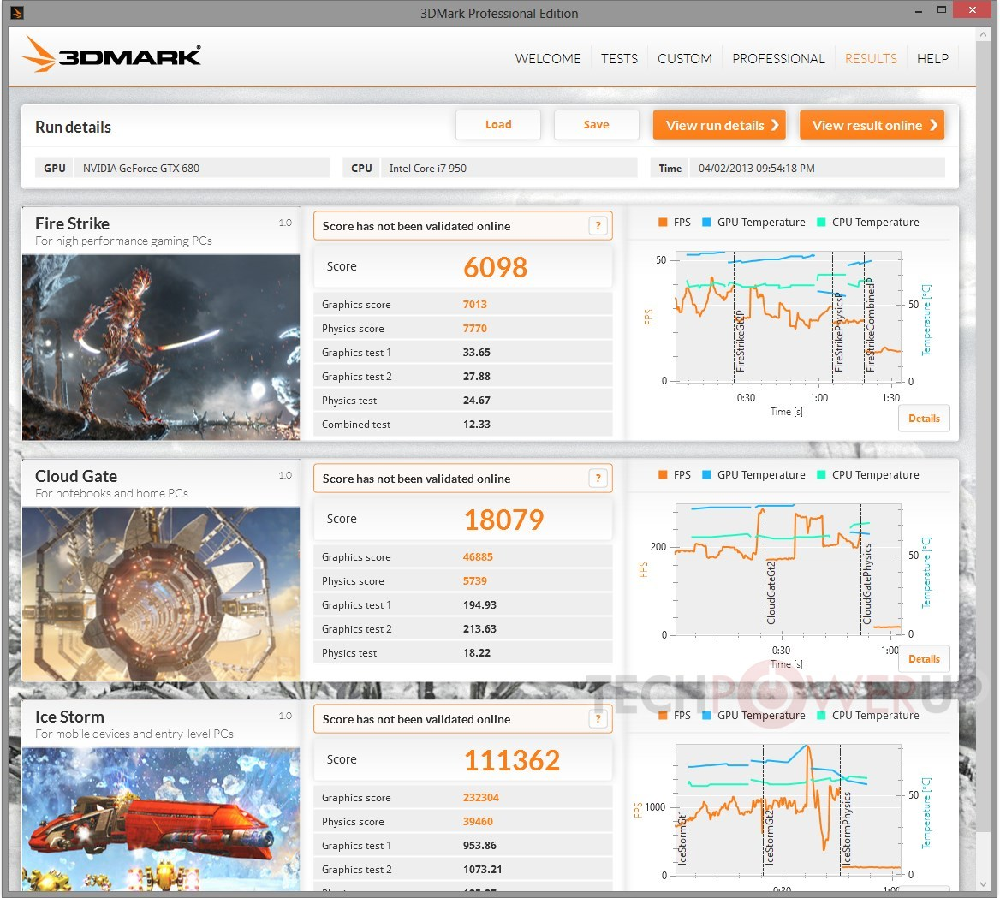 3DMark Professional Edition
3DMARK®
WELCOME TESTS CUSTOM PROFESSIONAL RESULTS HELP
Run details
Load Save View run details View result online
GPU NVIDIA GeForce GTX 680 CPU Intel Core i7 950 Time 04/02/2013 09:54:18 PM
Fire Strike 1.0
For high performance gaming PCs
Score has not been validated online ?
Score 6098
Graphics score 7013
Physics score 7770
Graphics test 1 33.65
Graphics test 2 27.88
Physics test 24.67
Combined test 12.33
FPS GPU Temperature CPU Temperature
50
0
FPS
FireStrikeGt2P
FireStrikePhysicsP
FireStrikeCombinedP
50
0
Temperature [°C]
0:30 1:00 1:30
Time [s]
Details
Cloud Gate 1.0
For notebooks and home PCs
Score has not been validated online ?
Score 18079
Graphics score 46885
Physics score 5739
Graphics test 1 194.93
Graphics test 2 213.63
Physics test 18.22
FPS GPU Temperature CPU Temperature
200
0
FPS
CloudGateGt2
CloudGatePhysics
50
0
Temperature [°C]
0:30 1:00
Time [s]
Details
TECHPOWERUP
Ice Storm 1.0
For mobile devices and entry-level PCs
Score has not been validated online ?
Score 111362
Graphics score 232304
Physics score 39460
Graphics test 1 953.86
Graphics test 2 1073.21
FPS GPU Temperature CPU Temperature
1000
0
FPS
IceStormGt1
IceStormGt2
IceStormPhysics
50
0
Temperature [°C]